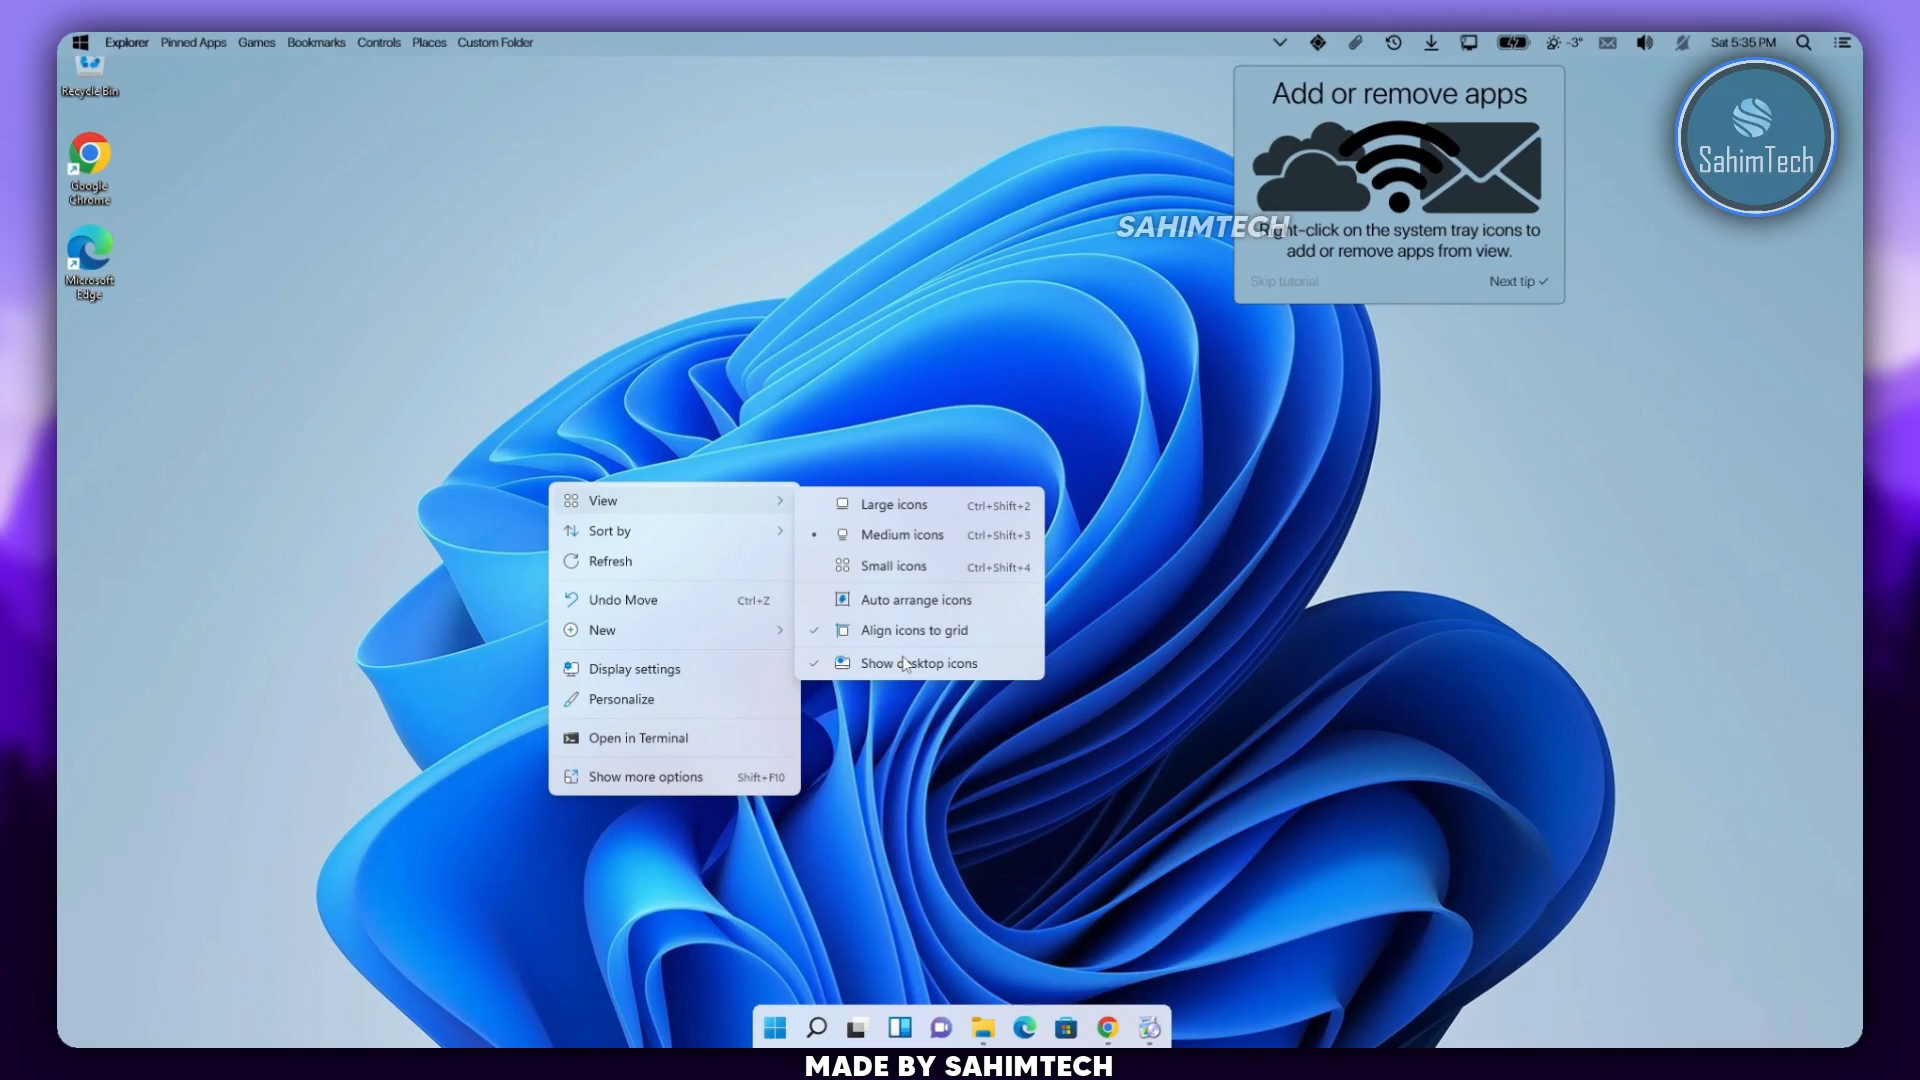 Explorer Pinned Apps Games Bookmarks Controls Places Custom Folder
-3° Sat 5:35 PM
Recycle Bin
Google
Chrome
Microsoft
Edge
Add or remove apps
Right-click on the system tray icons to
add or remove apps from view.
Skip tutorial Next tip
SahimTech
SAHIMTECH
View
Sort by
Refresh
Undo Move Ctrl+Z
New
Display settings
Personalize
Open in Terminal
Show more options Shift+F10
Large icons Ctrl+Shift+2
Medium icons Ctrl+Shift+3
Small icons Ctrl+Shift+4
Auto arrange icons
Align icons to grid
Show desktop icons
MADE BY SAHIMTECH